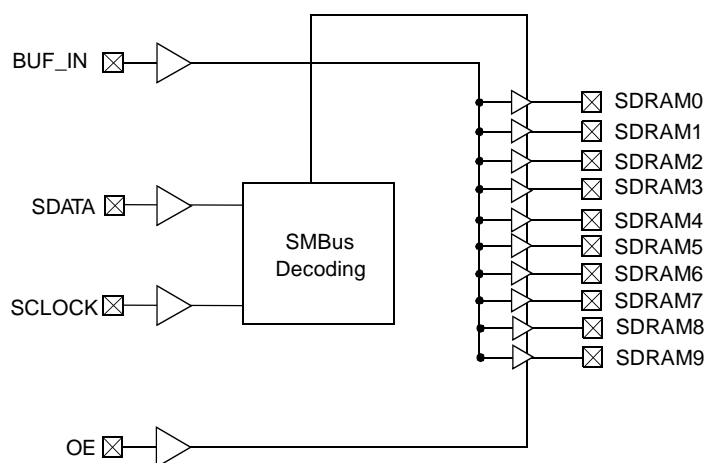 BUF_IN
SDATA
SCLOCK
OE
SMBus
Decoding
SDRAM0
SDRAM1
SDRAM2
SDRAM3
SDRAM4
SDRAM5
SDRAM6
SDRAM7
SDRAM8
SDRAM9